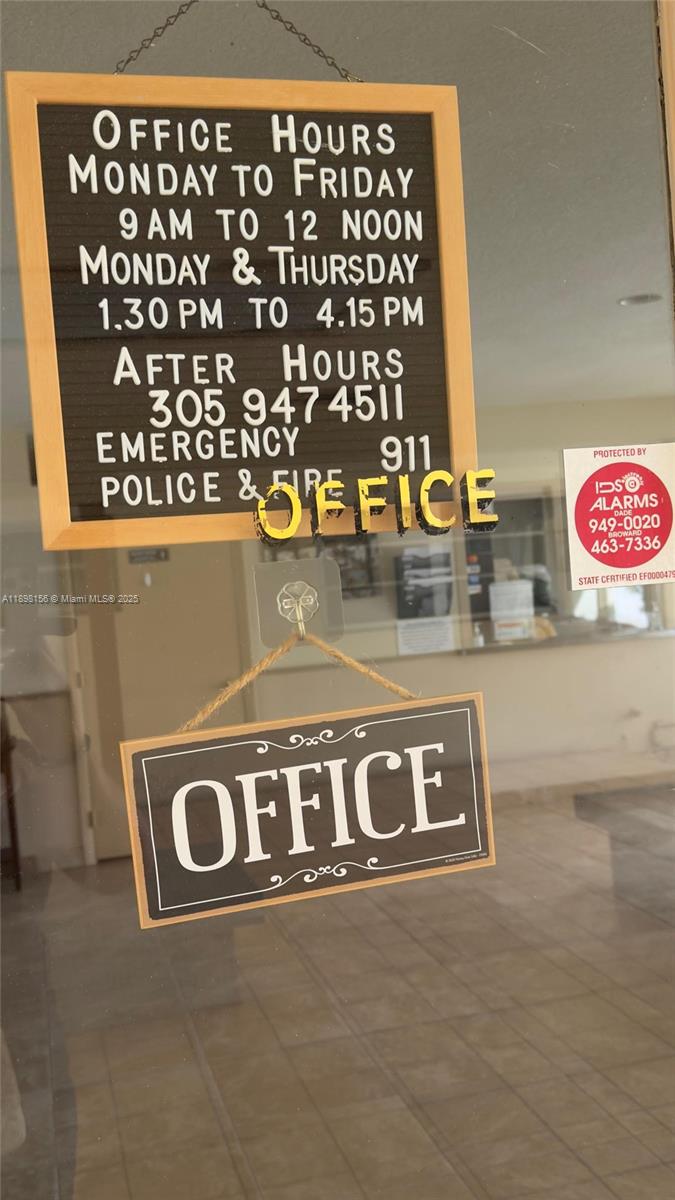 OFFICE HOURS
MONDAY TO FRIDAY
9 AM TO 12 NOON
MONDAY & THURSDAY
1.30 PM TO 4.15 PM
AFTER HOURS
305 947 4511
EMERGENCY 911
POLICE & FIRE
OFFICE
PROTECTED BY
IDS
ALARMS
DADE
949-0020
BROWARD
463-7336
STATE CERTIFIED EF0000479
A11898156 © Miami MLS® 2025
OFFICE